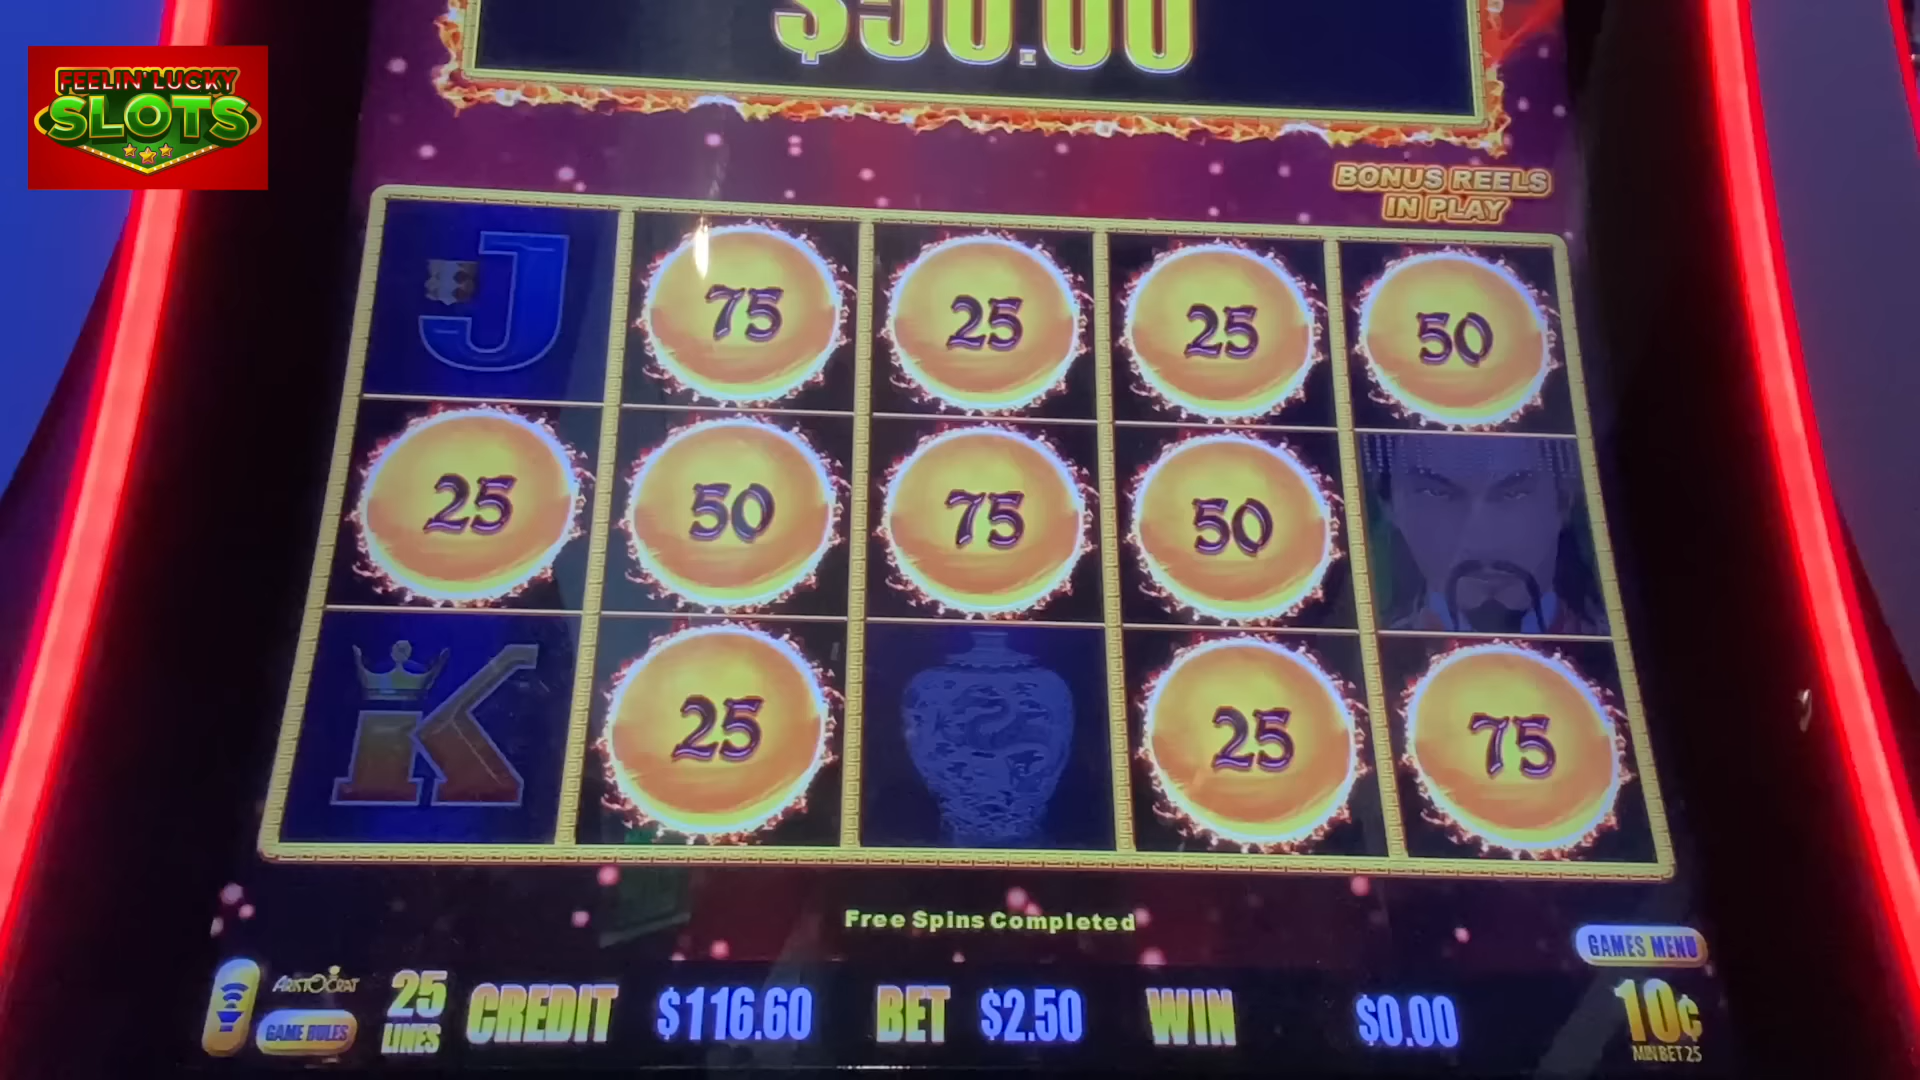 $50.00
FEELIN' LUCKY
SLOTS
BONUS REELS
IN PLAY
J 75 25 25 50
25 50 75 50
K 25 25 75
Free Spins Completed
GAMES MENU
ARISTOCRAT
GAME RULES
25
LINES
CREDIT $116.60 BET $2.50 WIN $0.00
10¢
MIN BET 25